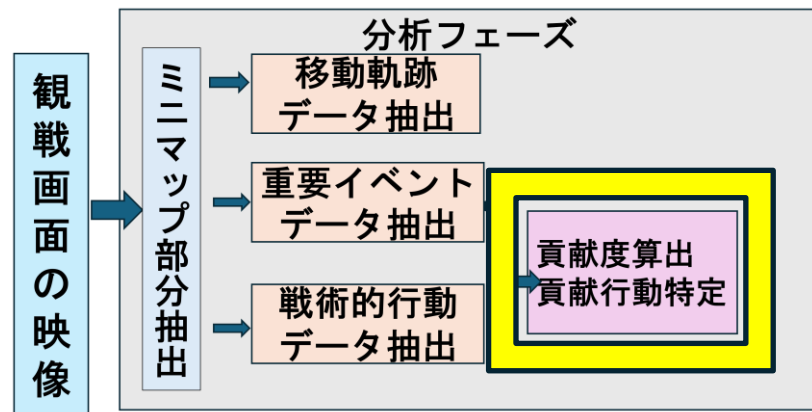 分析フェーズ
観戦画面の映像
ミニマップ部分抽出
移動軌跡
データ抽出
重要イベント
データ抽出
戦術的行動
データ抽出
貢献度算出
貢献行動特定